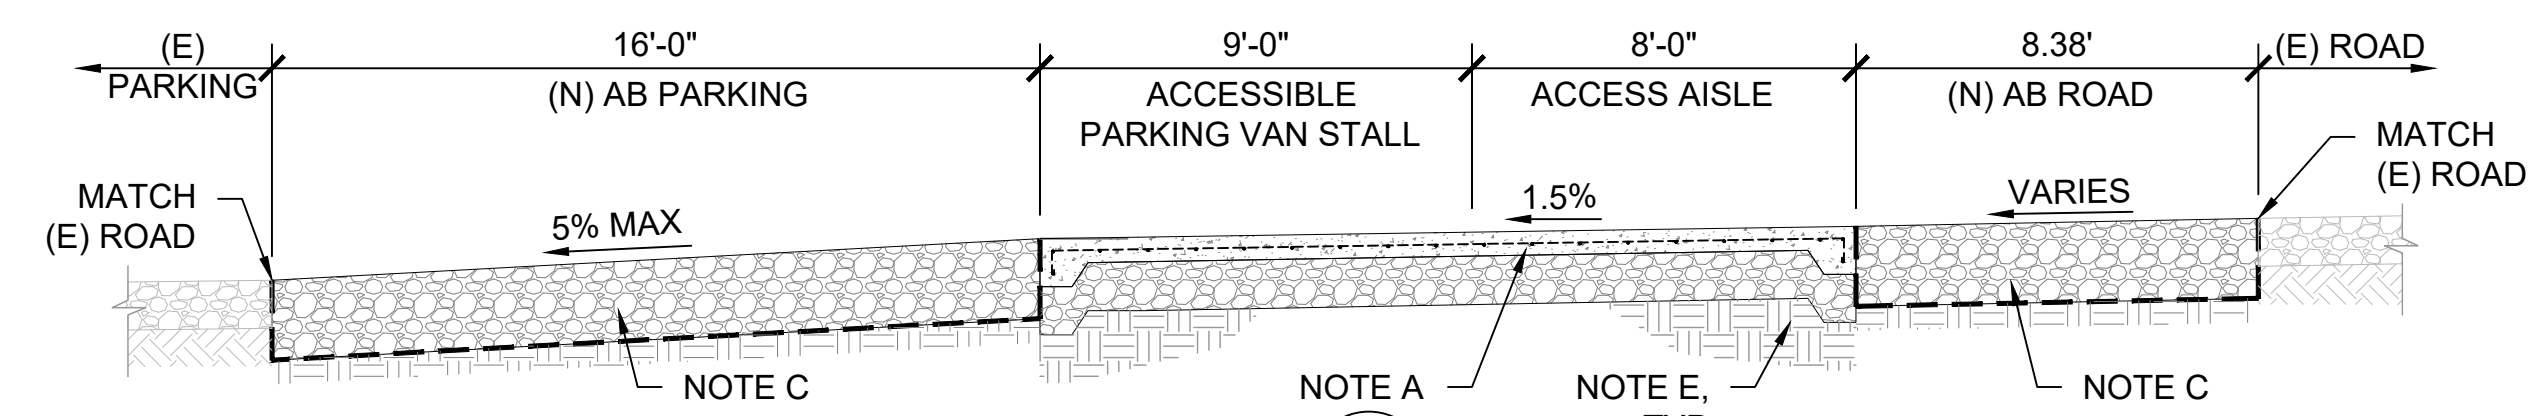 (E)
PARKING
16'-0"
(N) AB PARKING
9'-0"
ACCESSIBLE
PARKING VAN STALL
8'-0"
ACCESS AISLE
8.38'
(N) AB ROAD
(E) ROAD
MATCH
(E) ROAD
5% MAX
1.5%
VARIES
MATCH
(E) ROAD
NOTE C
NOTE A
NOTE E,
NOTE C